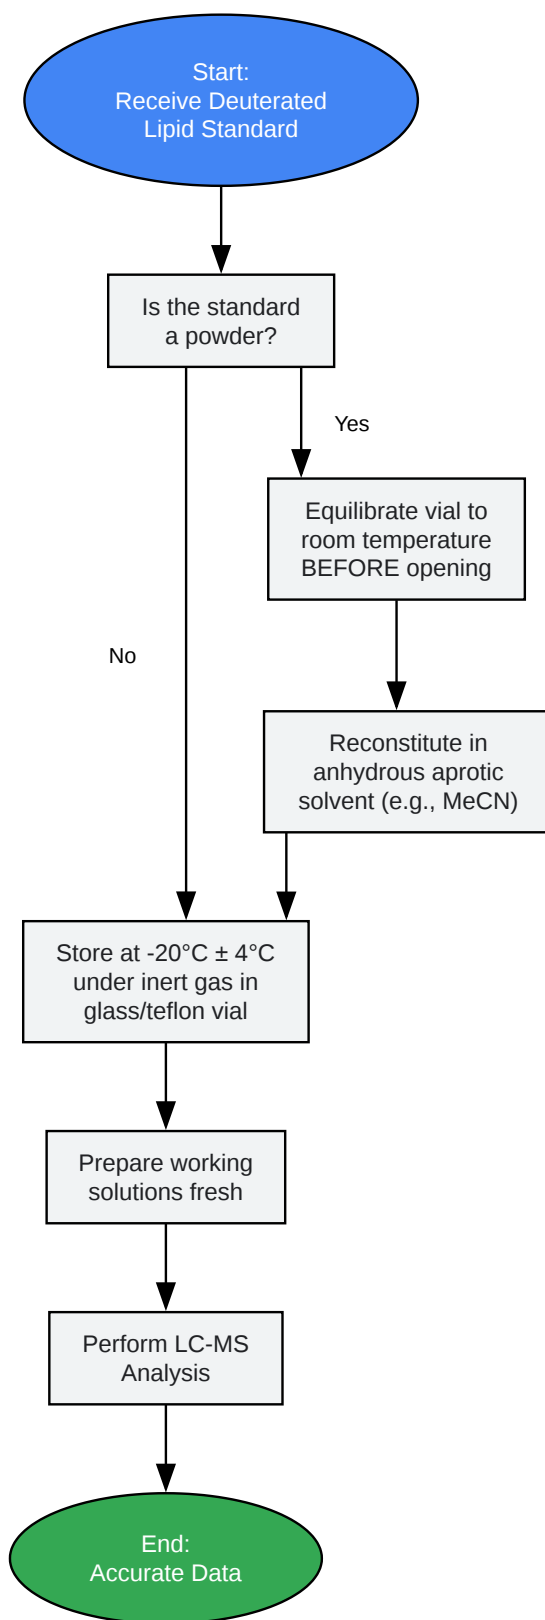 Start:
Receive Deuterated
Lipid Standard
Is the standard
a powder?
Yes
Equilibrate vial to
room temperature
BEFORE opening
No
Reconstitute in
anhydrous aprotic
solvent (e.g., MeCN)
Store at -20°C ± 4°C
under inert gas in
glass/teflon vial
Prepare working
solutions fresh
Perform LC-MS
Analysis
End:
Accurate Data